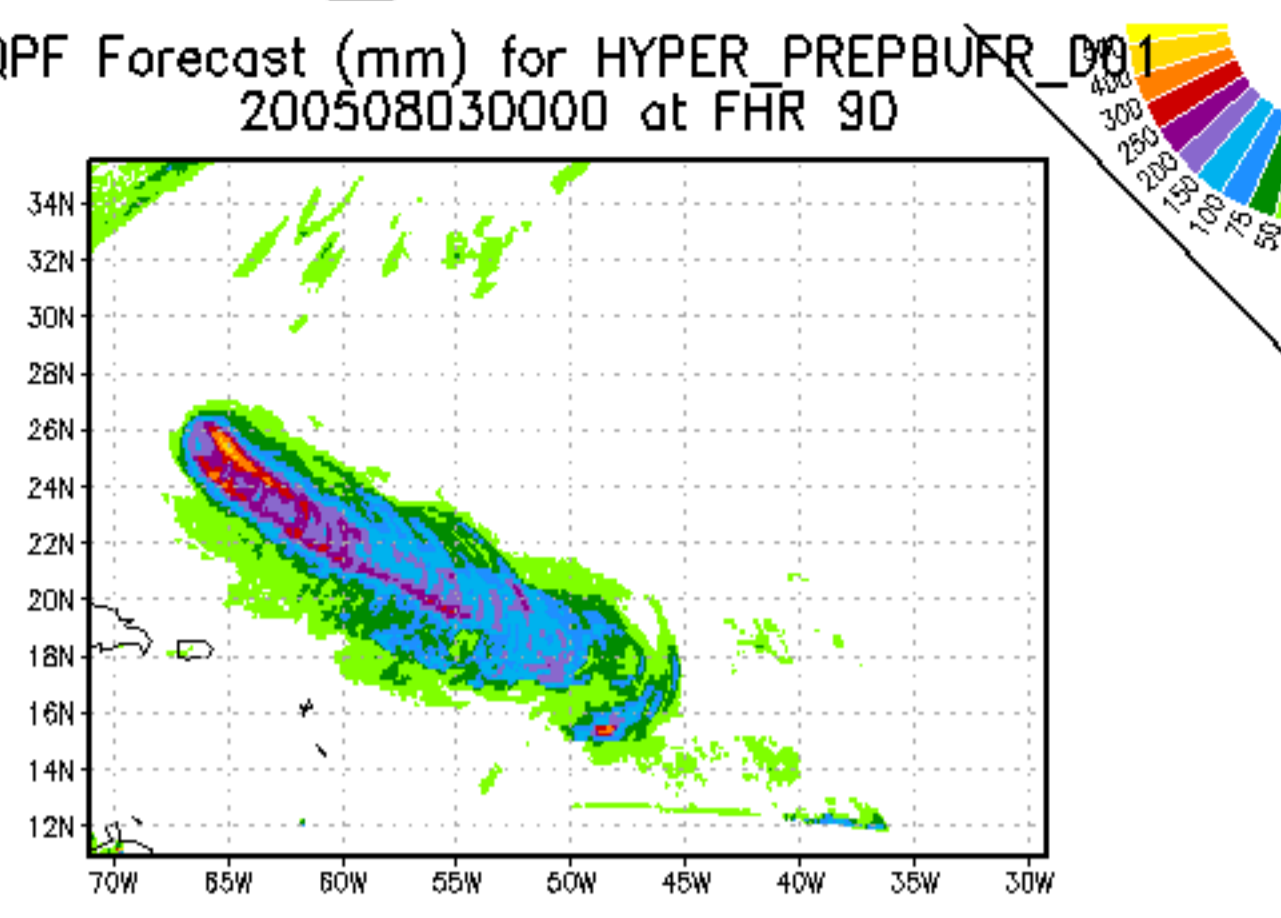 QPF Forecast (mm) for HYPER_PREPBUFR_D01
200508030000 at FHR 90
400
300
250
200
150
100
75
50
34N
32N
30N
28N
26N
24N
22N
20N
18N
16N
14N
12N
70W 65W 60W 55W 50W 45W 40W 35W 30W